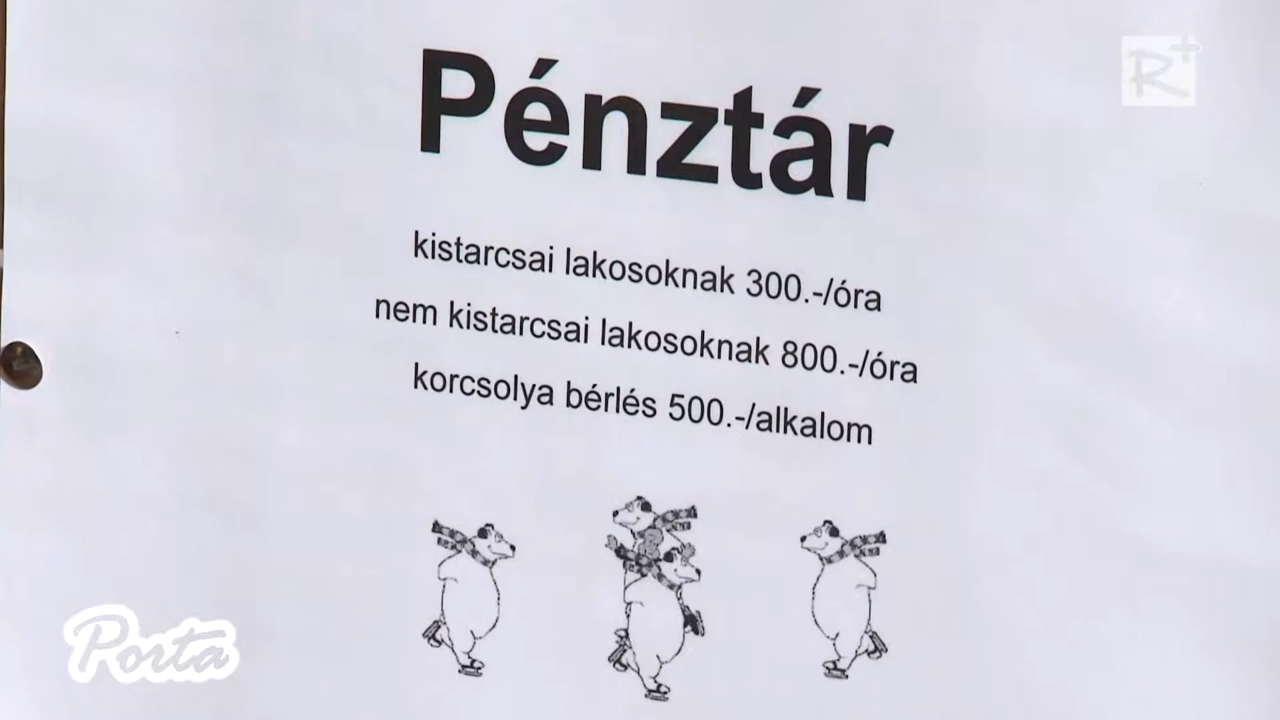 R+
Pénztár
kistarcsai lakosoknak 300.-/óra
nem kistarcsai lakosoknak 800.-/óra
korcsolya bérlés 500.-/alkalom
Porta